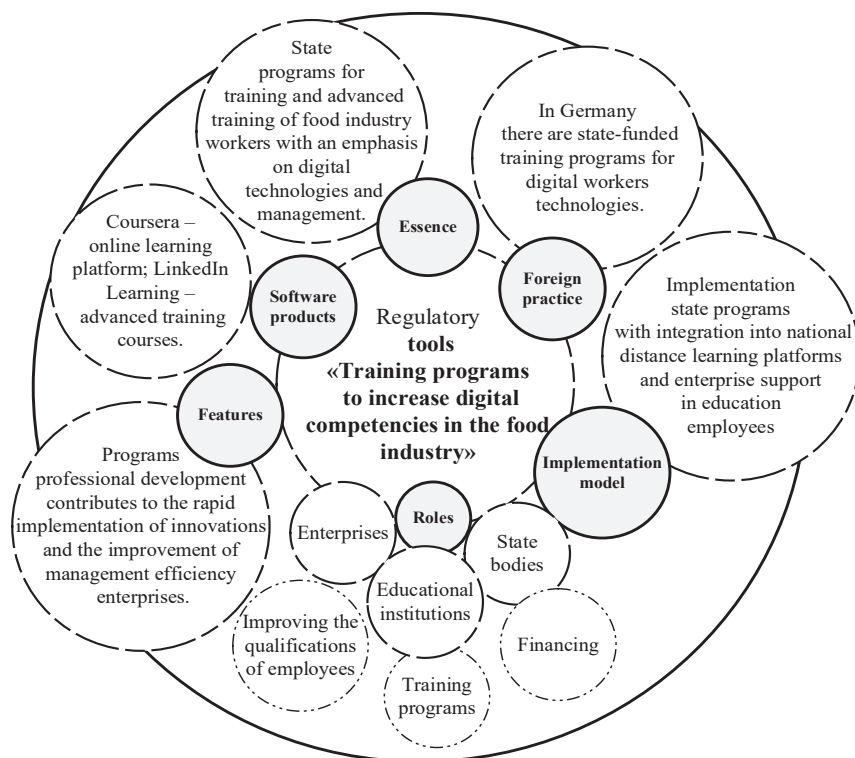 State
programs for
training and advanced
training of food industry
workers with an emphasis
on digital
technologies and
management.
In Germany
there are state-funded
training programs for
digital workers
technologies.
Coursera –
online learning
platform; LinkedIn
Learning –
advanced training
courses.
Essence
Software
products
Foreign
practice
Implementation
state programs
with integration into national
distance learning platforms
and enterprise support
in education
employees
Regulatory
tools
«Training programs
to increase digital
competencies in the food
industry»
Features
Implementation
model
Programs
professional development
contributes to the rapid
implementation of innovations
and the improvement of
management efficiency
enterprises.
Roles
Enterprises
State
bodies
Educational
institutions
Improving the
qualifications
of employees
Financing
Training
programs